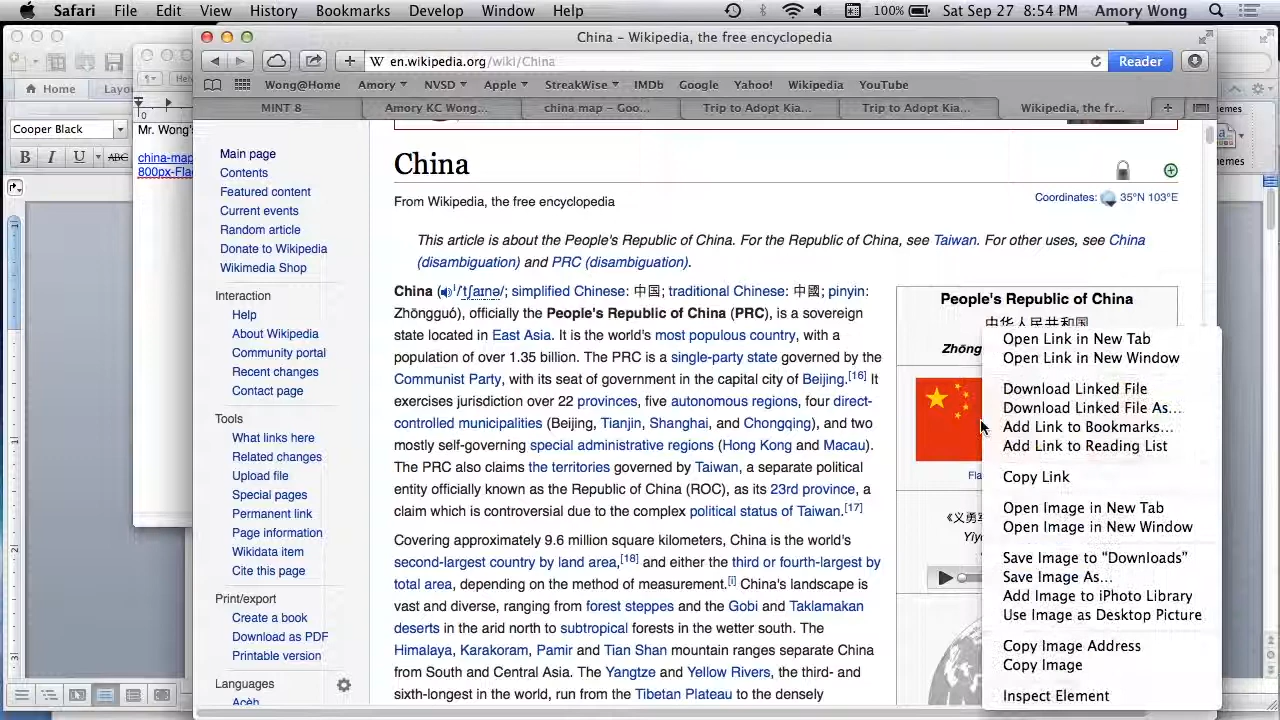 Safari File Edit View History Bookmarks Develop Window Help 100% Sat Sep 27 8:54 PM Amory Wong
China – Wikipedia, the free encyclopedia
W en.wikipedia.org/wiki/China Reader
Wong@Home Amory NVSD Apple StreakWise IMDb Google Yahoo! Wikipedia YouTube
MINT 8 Amory KC Wong... china map – Goo... Trip to Adopt Kia... Trip to Adopt Kia... Wikipedia, the fr...
Home Layou
Cooper Black
B I U ABC
Mr. Wong's
china-map
800px-Fla
emes
emes
Main page
Contents
Featured content
Current events
Random article
Donate to Wikipedia
Wikimedia Shop
Interaction
Help
About Wikipedia
Community portal
Recent changes
Contact page
Tools
What links here
Related changes
Upload file
Special pages
Permanent link
Page information
Wikidata item
Cite this page
Print/export
Create a book
Download as PDF
Printable version
Languages
Acèh
China
From Wikipedia, the free encyclopedia
Coordinates: 35°N 103°E
This article is about the People's Republic of China. For the Republic of China, see Taiwan. For other uses, see China
(disambiguation) and PRC (disambiguation).
China (/ˈtʃaɪnə/; simplified Chinese: 中国; traditional Chinese: 中國; pinyin:
Zhōngguó), officially the People's Republic of China (PRC), is a sovereign
state located in East Asia. It is the world's most populous country, with a
population of over 1.35 billion. The PRC is a single-party state governed by the
Communist Party, with its seat of government in the capital city of Beijing.[16] It
exercises jurisdiction over 22 provinces, five autonomous regions, four direct-
controlled municipalities (Beijing, Tianjin, Shanghai, and Chongqing), and two
mostly self-governing special administrative regions (Hong Kong and Macau).
The PRC also claims the territories governed by Taiwan, a separate political
entity officially known as the Republic of China (ROC), as its 23rd province, a
claim which is controversial due to the complex political status of Taiwan.[17]
Covering approximately 9.6 million square kilometers, China is the world's
second-largest country by land area,[18] and either the third or fourth-largest by
total area, depending on the method of measurement.[i] China's landscape is
vast and diverse, ranging from forest steppes and the Gobi and Taklamakan
deserts in the arid north to subtropical forests in the wetter south. The
Himalaya, Karakoram, Pamir and Tian Shan mountain ranges separate China
from South and Central Asia. The Yangtze and Yellow Rivers, the third- and
sixth-longest in the world, run from the Tibetan Plateau to the densely
People's Republic of China
中华人民共和国
Zhōng
Fla
《义勇军
Yìy
Open Link in New Tab
Open Link in New Window
Download Linked File
Download Linked File As...
Add Link to Bookmarks...
Add Link to Reading List
Copy Link
Open Image in New Tab
Open Image in New Window
Save Image to “Downloads”
Save Image As...
Add Image to iPhoto Library
Use Image as Desktop Picture
Copy Image Address
Copy Image
Inspect Element